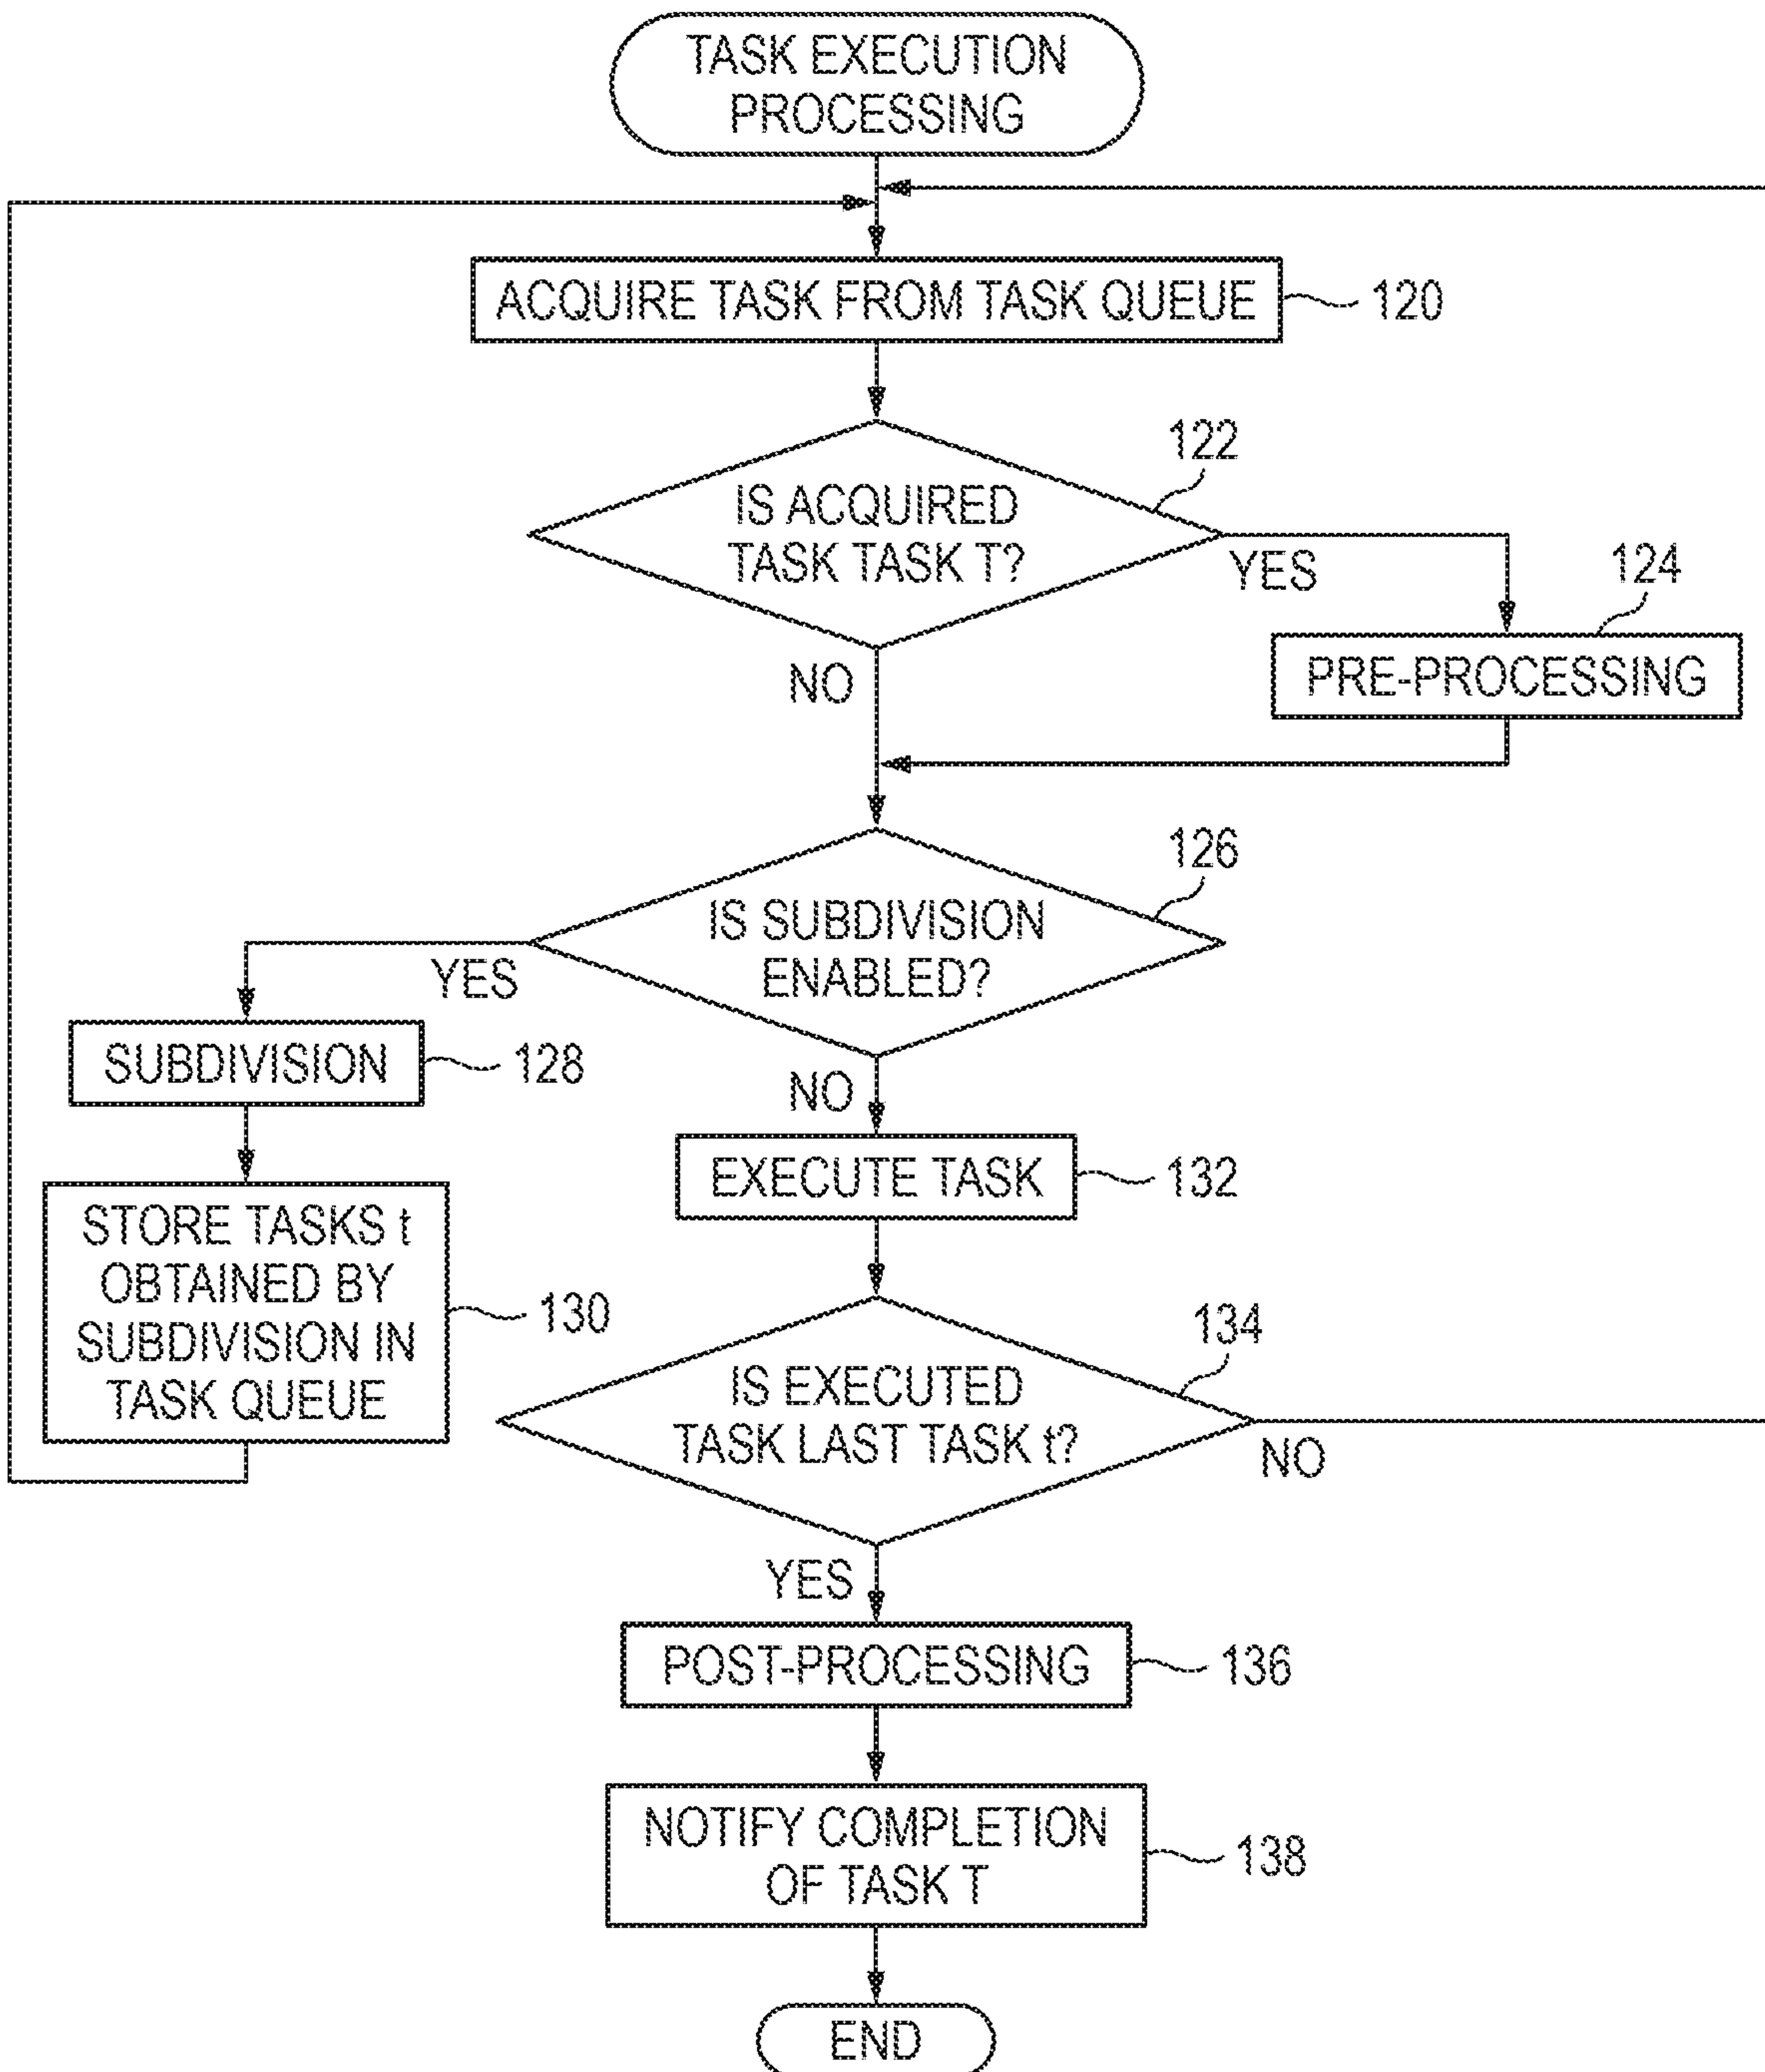 TASK EXECUTION
PROCESSING
ACQUIRE TASK FROM TASK QUEUE
120
122
IS ACQUIRED
TASK TASK T?
YES
124
PRE-PROCESSING
NO
126
IS SUBDIVISION
ENABLED?
YES
SUBDIVISION
128
NO
EXECUTE TASK
132
STORE TASKS t
OBTAINED BY
SUBDIVISION IN
TASK QUEUE
130
134
IS EXECUTED
TASK LAST TASK t?
NO
YES
POST-PROCESSING
136
NOTIFY COMPLETION
OF TASK T
138
END